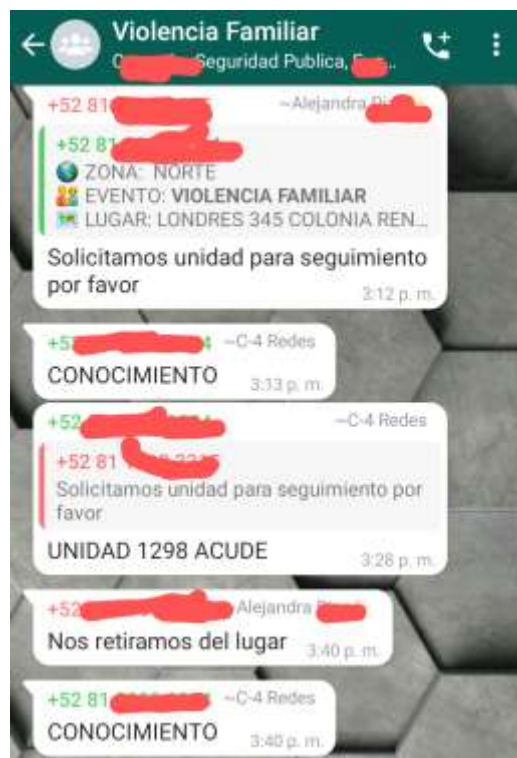 Violencia Familiar
Seguridad Publica,
+52 81
~Alejandra
+52 81
ZONA: NORTE
EVENTO: VIOLENCIA FAMILIAR
LUGAR: LONDRES 345 COLONIA REN...
Solicitamos unidad para seguimiento
por favor
3:12 p. m.
~C-4 Redes
CONOCIMIENTO
3:13 p. m.
+52
~C-4 Redes
+52 81
Solicitamos unidad para seguimiento por
favor
UNIDAD 1298 ACUDE
3:28 p. m.
+52
Alejandra
Nos retiramos del lugar
3:40 p. m.
+52 81
~C-4 Redes
CONOCIMIENTO
3:40 p. m.